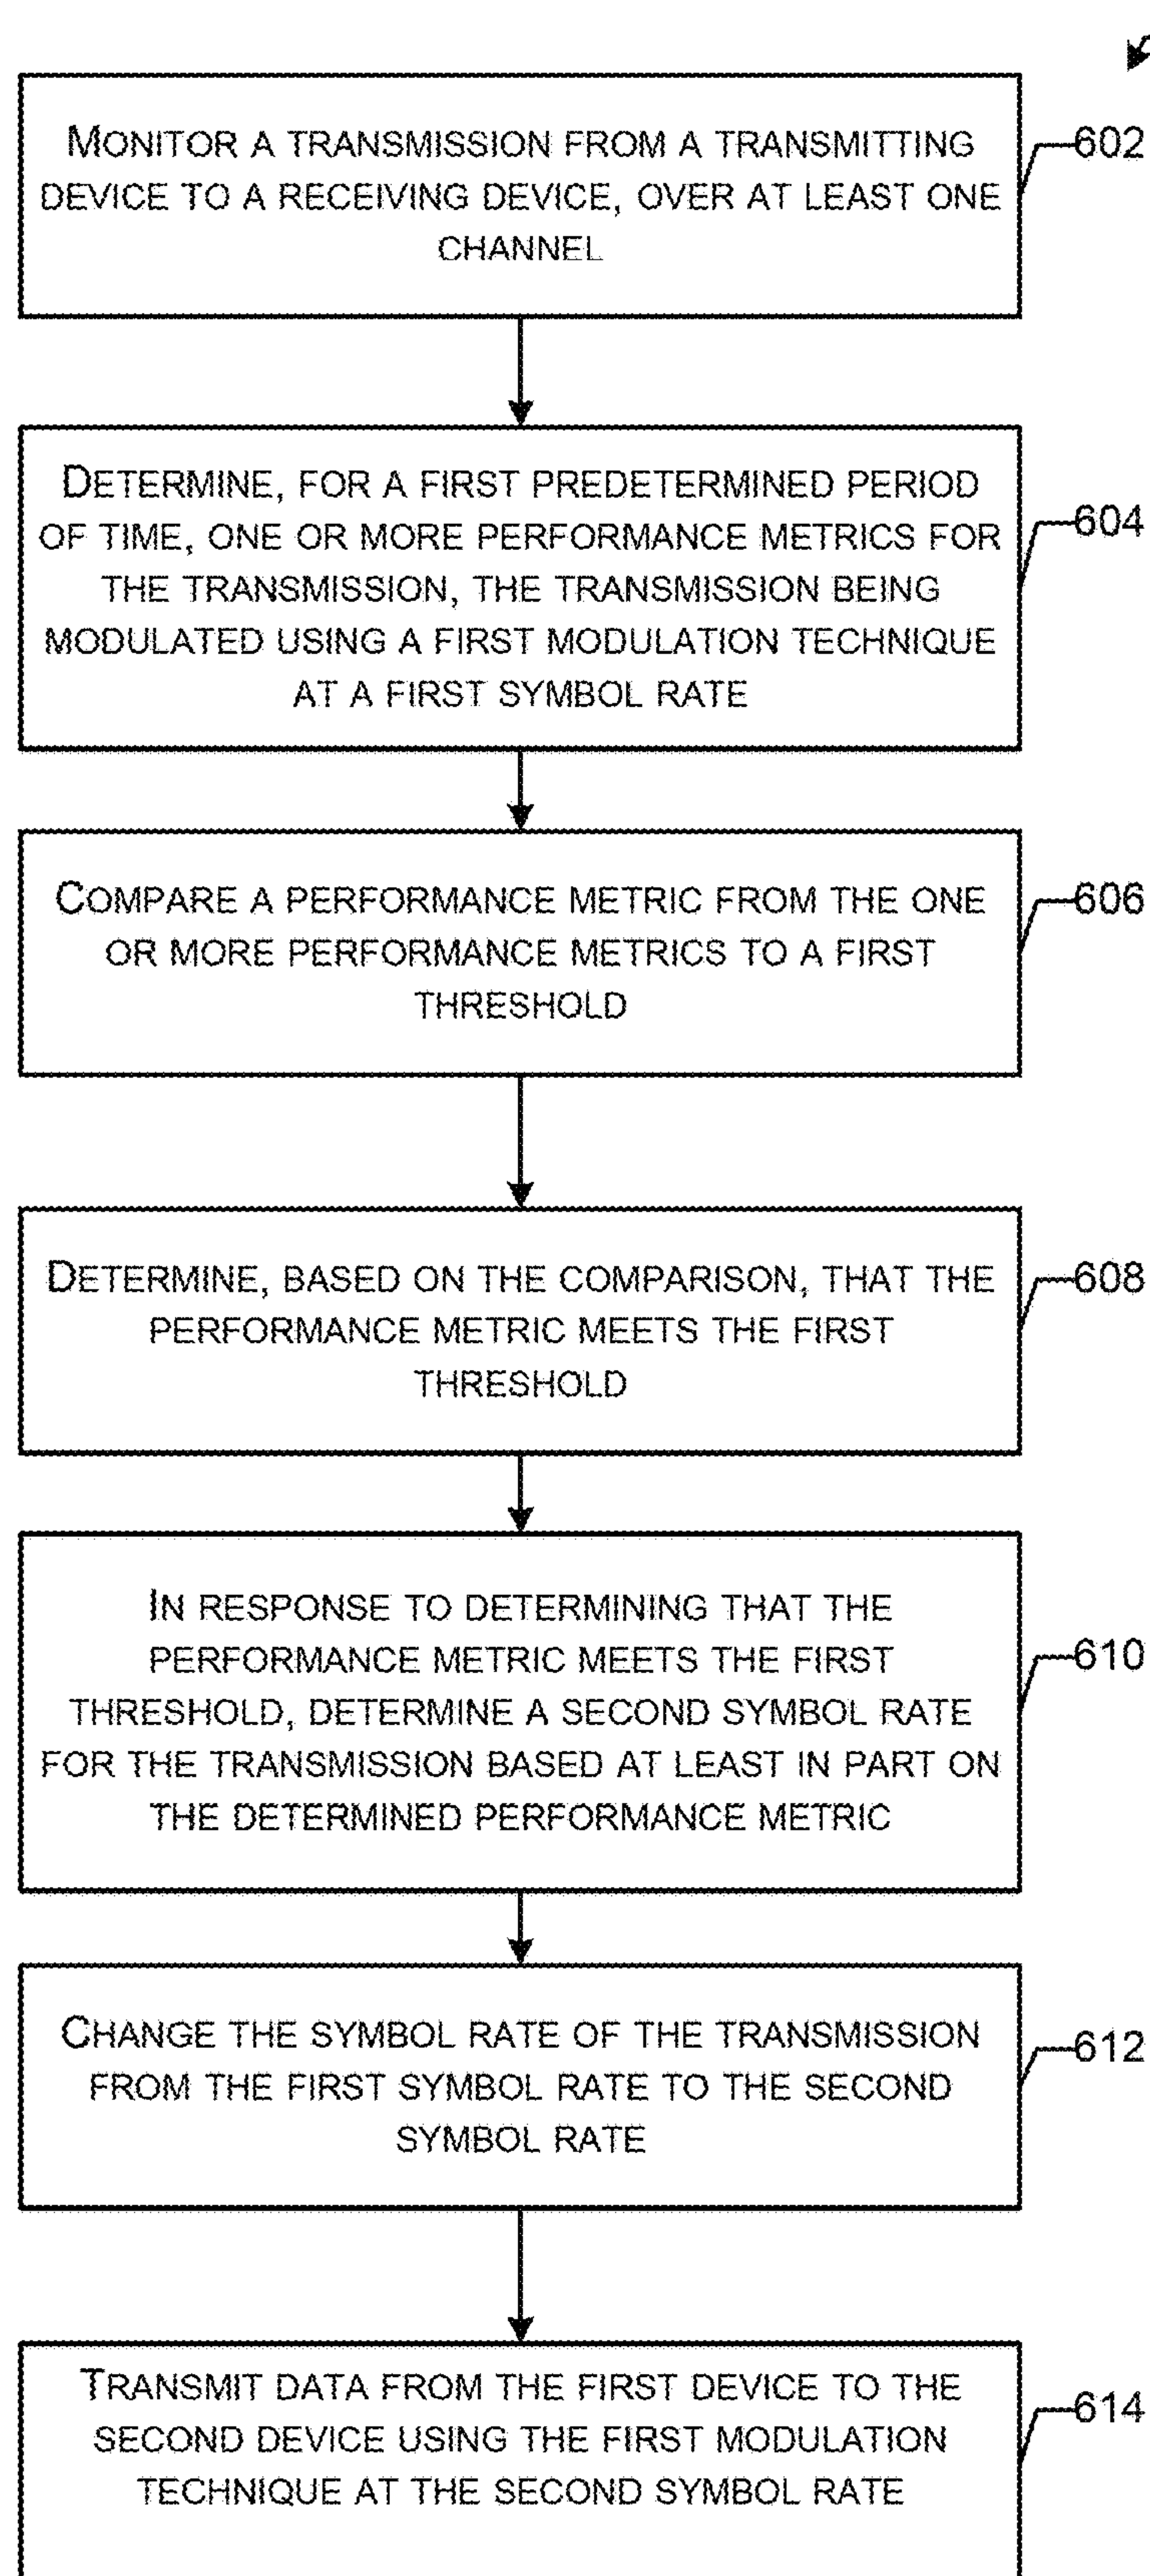 MONITOR A TRANSMISSION FROM A TRANSMITTING
DEVICE TO A RECEIVING DEVICE, OVER AT LEAST ONE
CHANNEL
602
DETERMINE, FOR A FIRST PREDETERMINED PERIOD
OF TIME, ONE OR MORE PERFORMANCE METRICS FOR
THE TRANSMISSION, THE TRANSMISSION BEING
MODULATED USING A FIRST MODULATION TECHNIQUE
AT A FIRST SYMBOL RATE
604
COMPARE A PERFORMANCE METRIC FROM THE ONE
OR MORE PERFORMANCE METRICS TO A FIRST
THRESHOLD
606
DETERMINE, BASED ON THE COMPARISON, THAT THE
PERFORMANCE METRIC MEETS THE FIRST
THRESHOLD
608
IN RESPONSE TO DETERMINING THAT THE
PERFORMANCE METRIC MEETS THE FIRST
THRESHOLD, DETERMINE A SECOND SYMBOL RATE
FOR THE TRANSMISSION BASED AT LEAST IN PART ON
THE DETERMINED PERFORMANCE METRIC
610
CHANGE THE SYMBOL RATE OF THE TRANSMISSION
FROM THE FIRST SYMBOL RATE TO THE SECOND
SYMBOL RATE
612
TRANSMIT DATA FROM THE FIRST DEVICE TO THE
SECOND DEVICE USING THE FIRST MODULATION
TECHNIQUE AT THE SECOND SYMBOL RATE
614